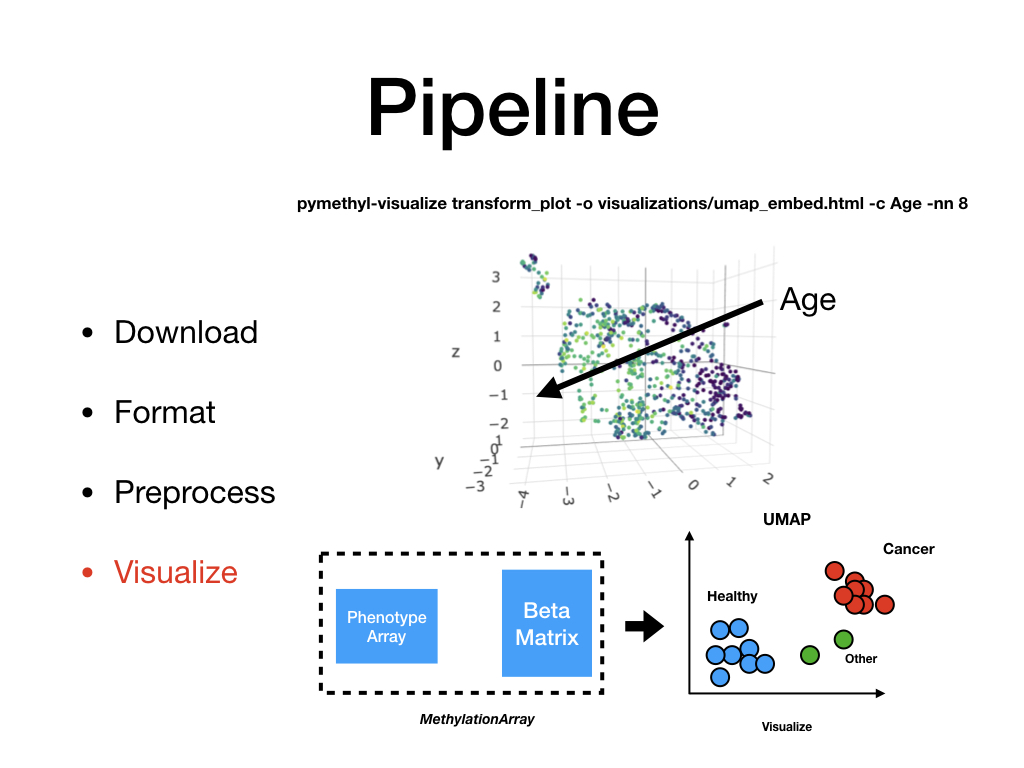 Pipeline
pymethyl-visualize transform_plot -o visualizations/umap_embed.html -c Age -nn 8
• Download
• Format
• Preprocess
• Visualize
Age
3
2
1
0
−1
−2
z
1
0
−1
−2
−3
y
−4
−3
−2
−1
0
1
2
Phenotype
Array
Beta
Matrix
MethylationArray
UMAP
Cancer
Healthy
Other
Visualize